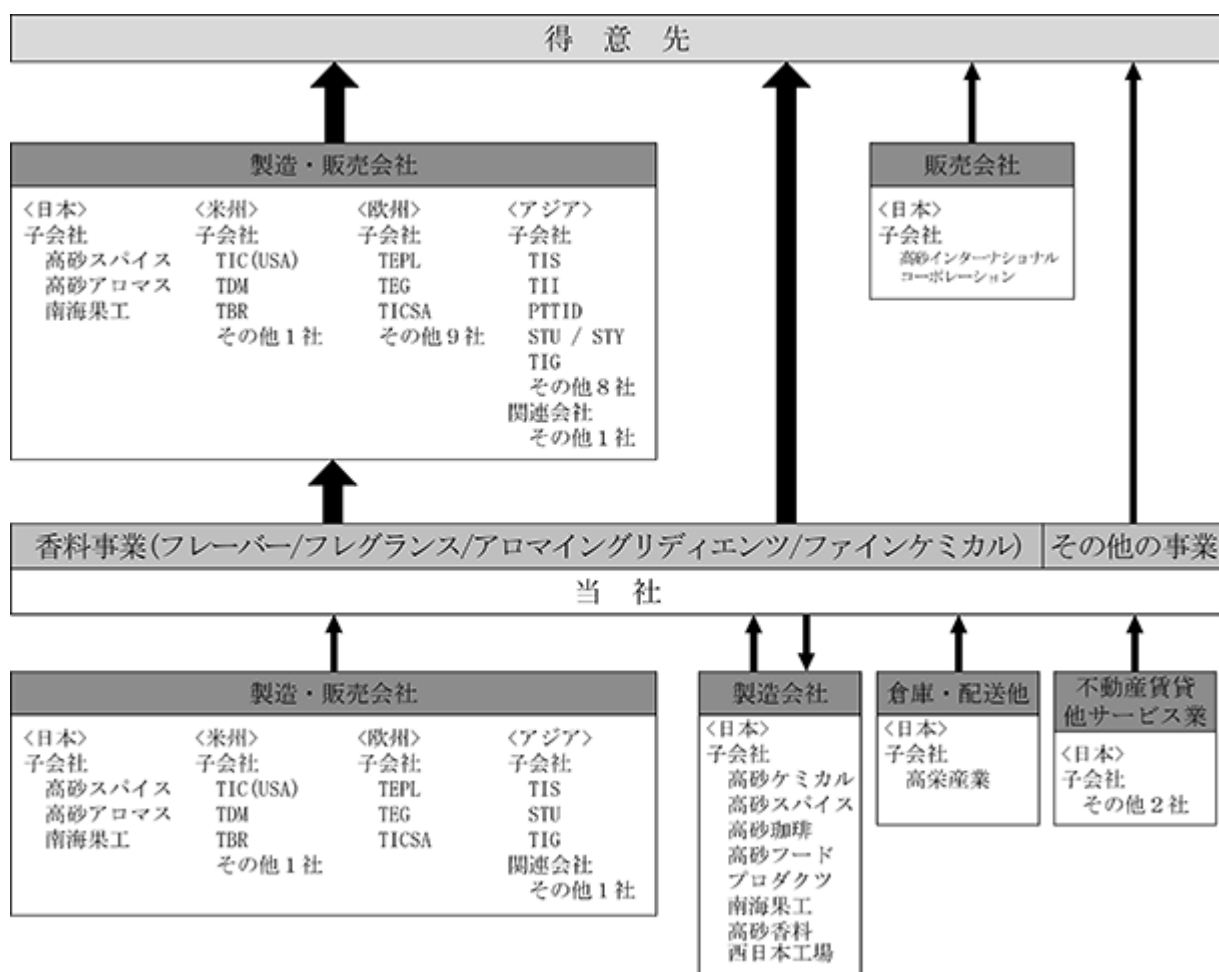 得 意 先
製造・販売会社
〈日本〉
子会社
高砂スパイス
高砂アロマス
南海果工
〈米州〉
子会社
TIC(USA)
TDM
TBR
その他1社
〈欧州〉
子会社
TEPL
TEG
TICSA
その他9社
〈アジア〉
子会社
TIS
TII
PTTID
STU / STY
TIG
その他8社
関連会社
その他1社
販売会社
〈日本〉
子会社
高砂インターナショナル
コーポレーション
香料事業(フレーバー/フレグランス/アロマイングリディエンツ/ファインケミカル)
その他の事業
当 社
製造・販売会社
〈日本〉
子会社
高砂スパイス
高砂アロマス
南海果工
〈米州〉
子会社
TIC(USA)
TDM
TBR
その他1社
〈欧州〉
子会社
TEPL
TEG
TICSA
〈アジア〉
子会社
TIS
STU
TIG
関連会社
その他1社
製造会社
〈日本〉
子会社
高砂ケミカル
高砂スパイス
高砂珈琲
高砂フード
プロダクツ
南海果工
高砂香料
西日本工場
倉庫・配送他
〈日本〉
子会社
高栄産業
不動産賃貸
他サービス業
〈日本〉
子会社
その他2社